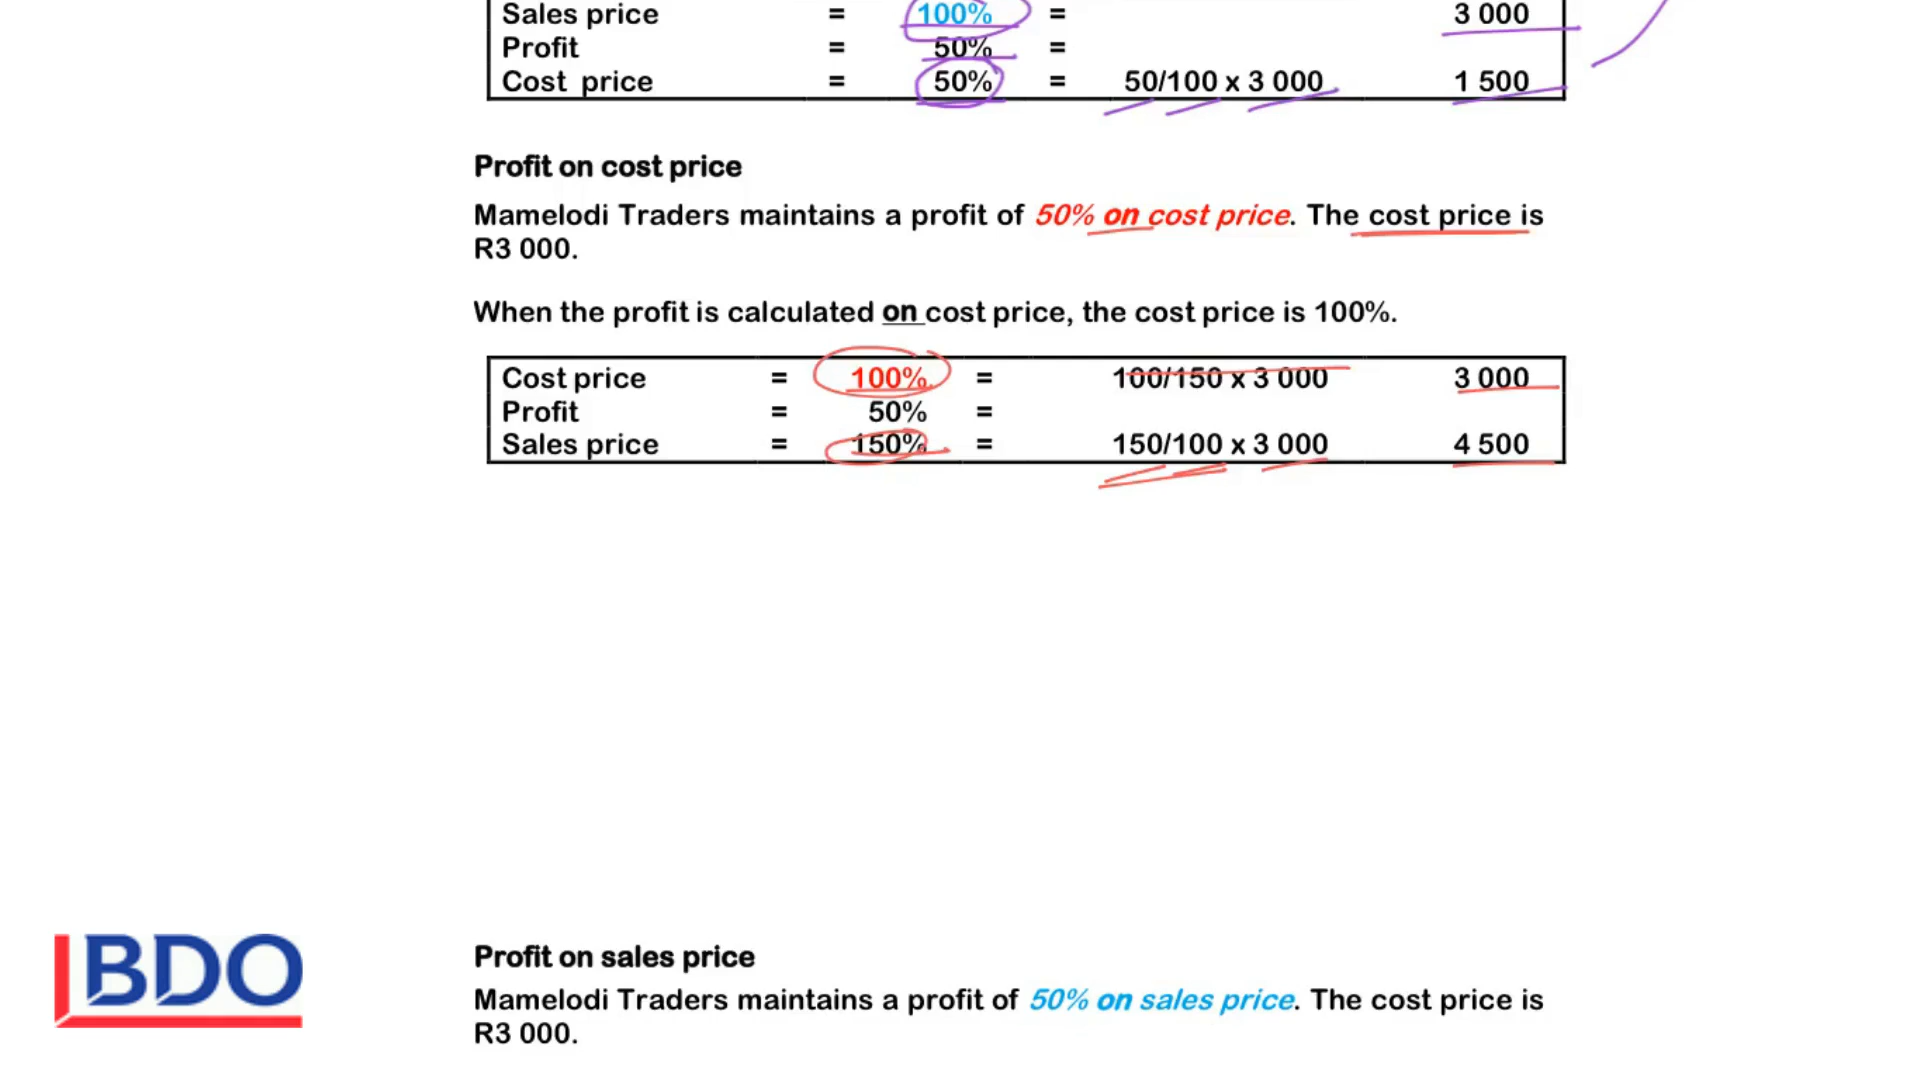 Sales price = 100% = 3 000
Profit = 50% =
Cost price = 50% = 50/100 x 3 000 1 500
Profit on cost price
Mamelodi Traders maintains a profit of 50% on cost price. The cost price is
R3 000.
When the profit is calculated on cost price, the cost price is 100%.
Cost price = 100% = 100/150 x 3 000 3 000
Profit = 50% =
Sales price = 150% = 150/100 x 3 000 4 500
BDO
Profit on sales price
Mamelodi Traders maintains a profit of 50% on sales price. The cost price is
R3 000.